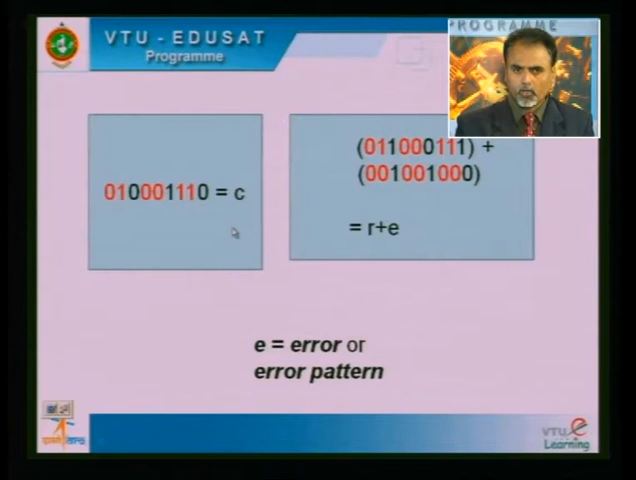 VTU - EDUSAT
Programme
PROGRAMME
010001110 = c
(011000111) +
(001001000)
= r+e
e = error or
error pattern
VTU e
Learning